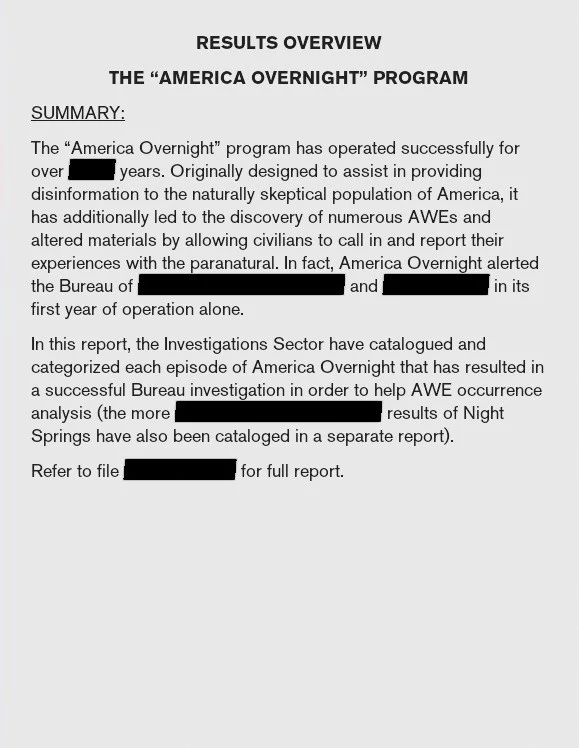 RESULTS OVERVIEW
THE “AMERICA OVERNIGHT” PROGRAM
SUMMARY:
The “America Overnight” program has operated successfully for
over years. Originally designed to assist in providing
disinformation to the naturally skeptical population of America, it
has additionally led to the discovery of numerous AWEs and
altered materials by allowing civilians to call in and report their
experiences with the paranatural. In fact, America Overnight alerted
the Bureau of and in its
first year of operation alone.
In this report, the Investigations Sector have catalogued and
categorized each episode of America Overnight that has resulted in
a successful Bureau investigation in order to help AWE occurrence
analysis (the more results of Night
Springs have also been cataloged in a separate report).
Refer to file for full report.